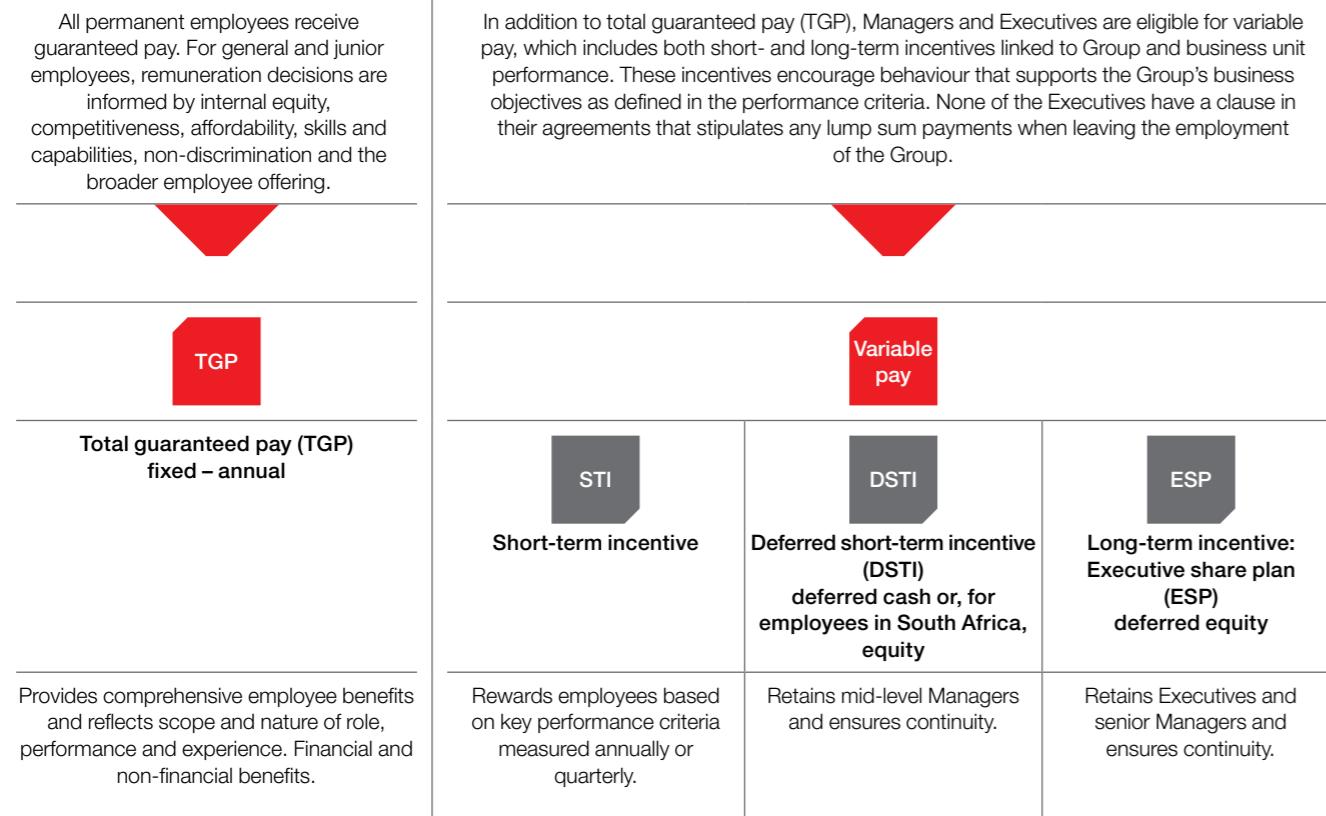 All permanent employees receive
guaranteed pay. For general and junior
employees, remuneration decisions are
informed by internal equity,
competitiveness, affordability, skills and
capabilities, non-discrimination and the
broader employee offering.
In addition to total guaranteed pay (TGP), Managers and Executives are eligible for variable
pay, which includes both short- and long-term incentives linked to Group and business unit
performance. These incentives encourage behaviour that supports the Group's business
objectives as defined in the performance criteria. None of the Executives have a clause in
their agreements that stipulates any lump sum payments when leaving the employment
of the Group.
TGP
Variable
pay
Total guaranteed pay (TGP)
fixed – annual
STI
Short-term incentive
DSTI
Deferred short-term incentive
(DSTI)
deferred cash or, for
employees in South Africa,
equity
ESP
Long-term incentive:
Executive share plan
(ESP)
deferred equity
Provides comprehensive employee benefits
and reflects scope and nature of role,
performance and experience. Financial and
non-financial benefits.
Rewards employees based
on key performance criteria
measured annually or
quarterly.
Retains mid-level Managers
and ensures continuity.
Retains Executives and
senior Managers and
ensures continuity.